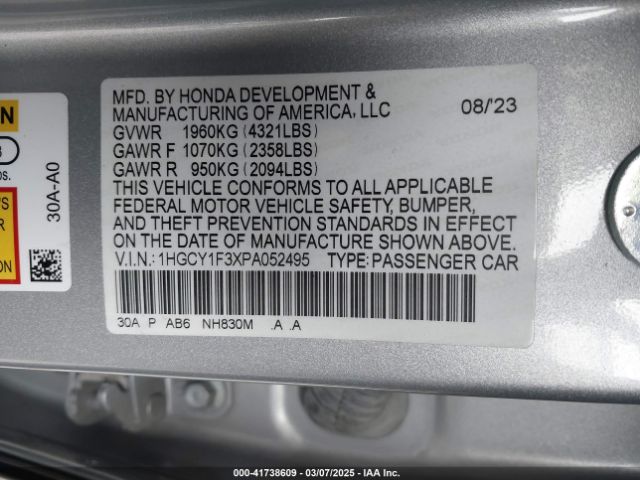 MFD. BY HONDA DEVELOPMENT &
MANUFACTURING OF AMERICA, LLC 08/23
GVWR 1960KG (4321LBS)
GAWR F 1070KG (2358LBS)
GAWR R 950KG (2094LBS)
THIS VEHICLE CONFORMS TO ALL APPLICABLE
FEDERAL MOTOR VEHICLE SAFETY, BUMPER,
AND THEFT PREVENTION STANDARDS IN EFFECT
ON THE DATE OF MANUFACTURE SHOWN ABOVE.
V.I.N.: 1HGCY1F3XPA052495 TYPE: PASSENGER CAR
30A P AB6 NH830M .A .A
30A-A0
000-41738609 — 03/07/2025 — IAA Inc.